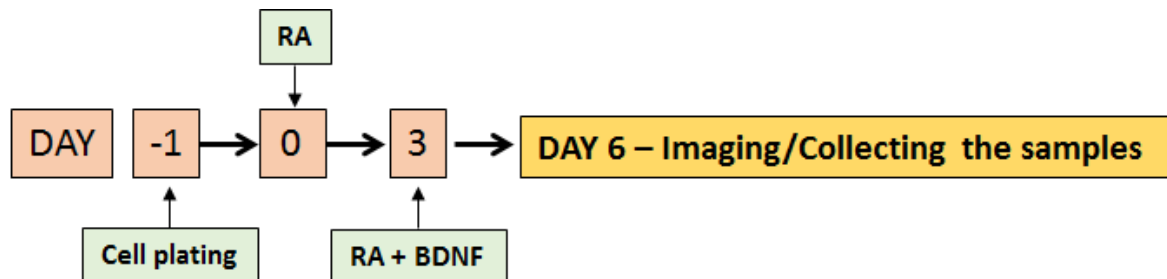 RA
DAY -1 0 3 DAY 6 – Imaging/Collecting the samples
Cell plating RA + BDNF